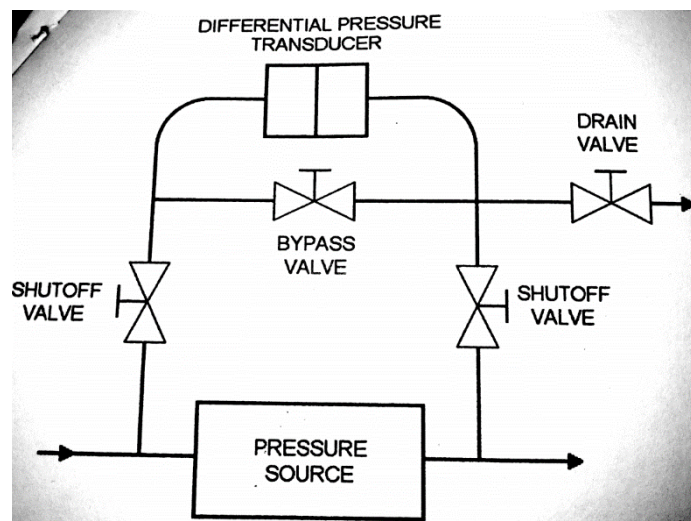 DIFFERENTIAL PRESSURE
TRANSDUCER
DRAIN
VALVE
BYPASS
VALVE
SHUTOFF
VALVE
SHUTOFF
VALVE
PRESSURE
SOURCE